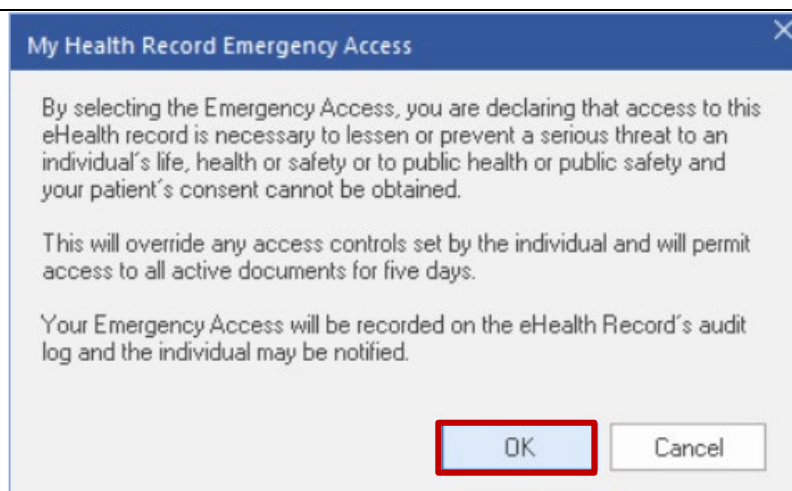 My Health Record Emergency Access
By selecting the Emergency Access, you are declaring that access to this
eHealth record is necessary to lessen or prevent a serious threat to an
individual´s life, health or safety or to public health or public safety and
your patient´s consent cannot be obtained.
This will override any access controls set by the individual and will permit
access to all active documents for five days.
Your Emergency Access will be recorded on the eHealth Record´s audit
log and the individual may be notified.
OK
Cancel